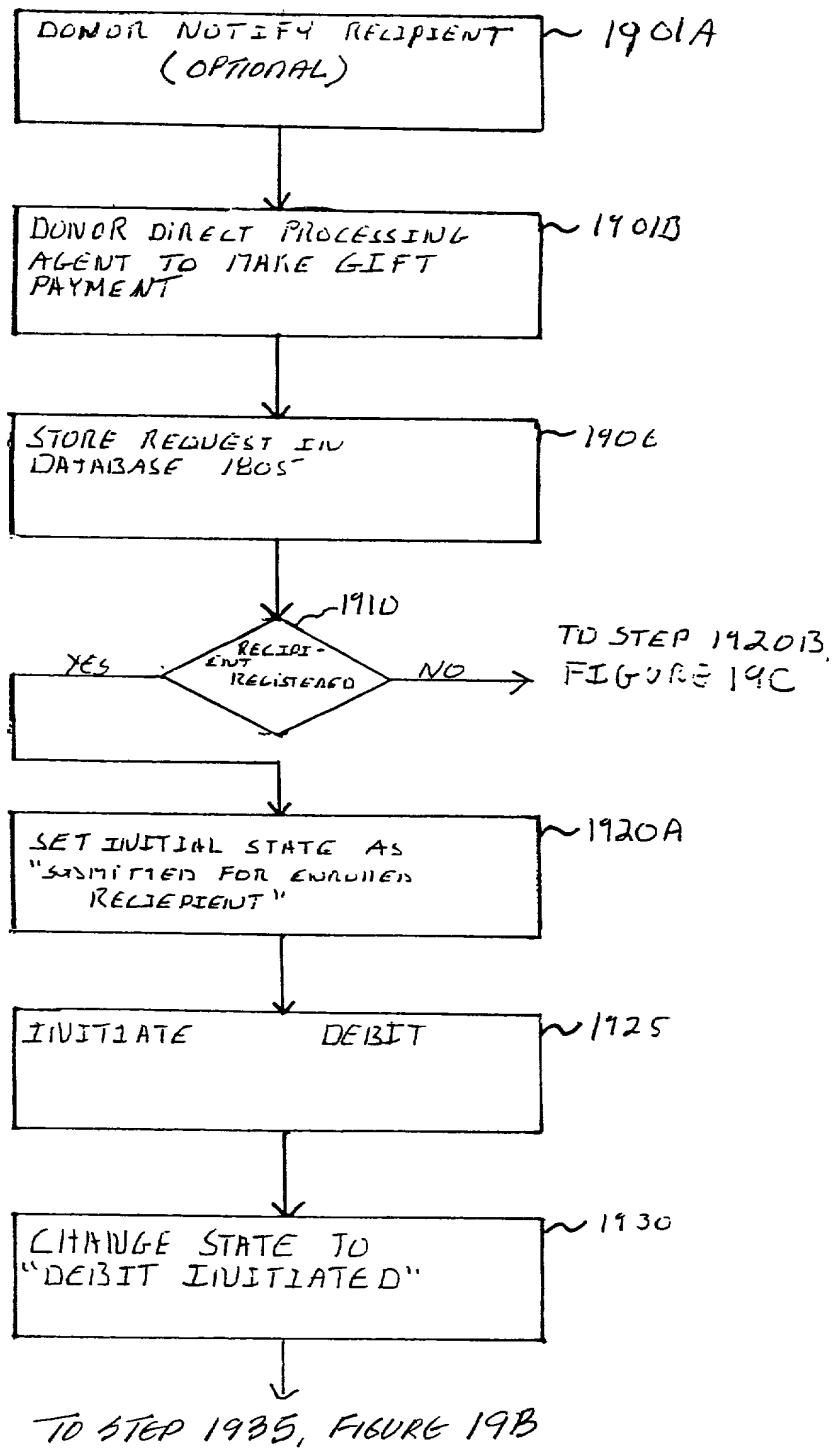 DONOR NOTIFY RECIPIENT
(OPTIONAL)
1901A
DONOR DIRECT PROCESSING
AGENT TO MAKE GIFT
PAYMENT
1901B
STORE REQUEST IN
DATABASE 1805
1906
1910
RECIPI-
ENT
REGISTERED
YES
NO
TO STEP 1920B,
FIGURE 19C
SET INITIAL STATE AS
"SUBMITTED FOR ENROLLED
RECIEPIENT"
1920A
INITIATE DEBIT
1925
CHANGE STATE TO
"DEBIT INITIATED"
1930
TO STEP 1935, FIGURE 19B